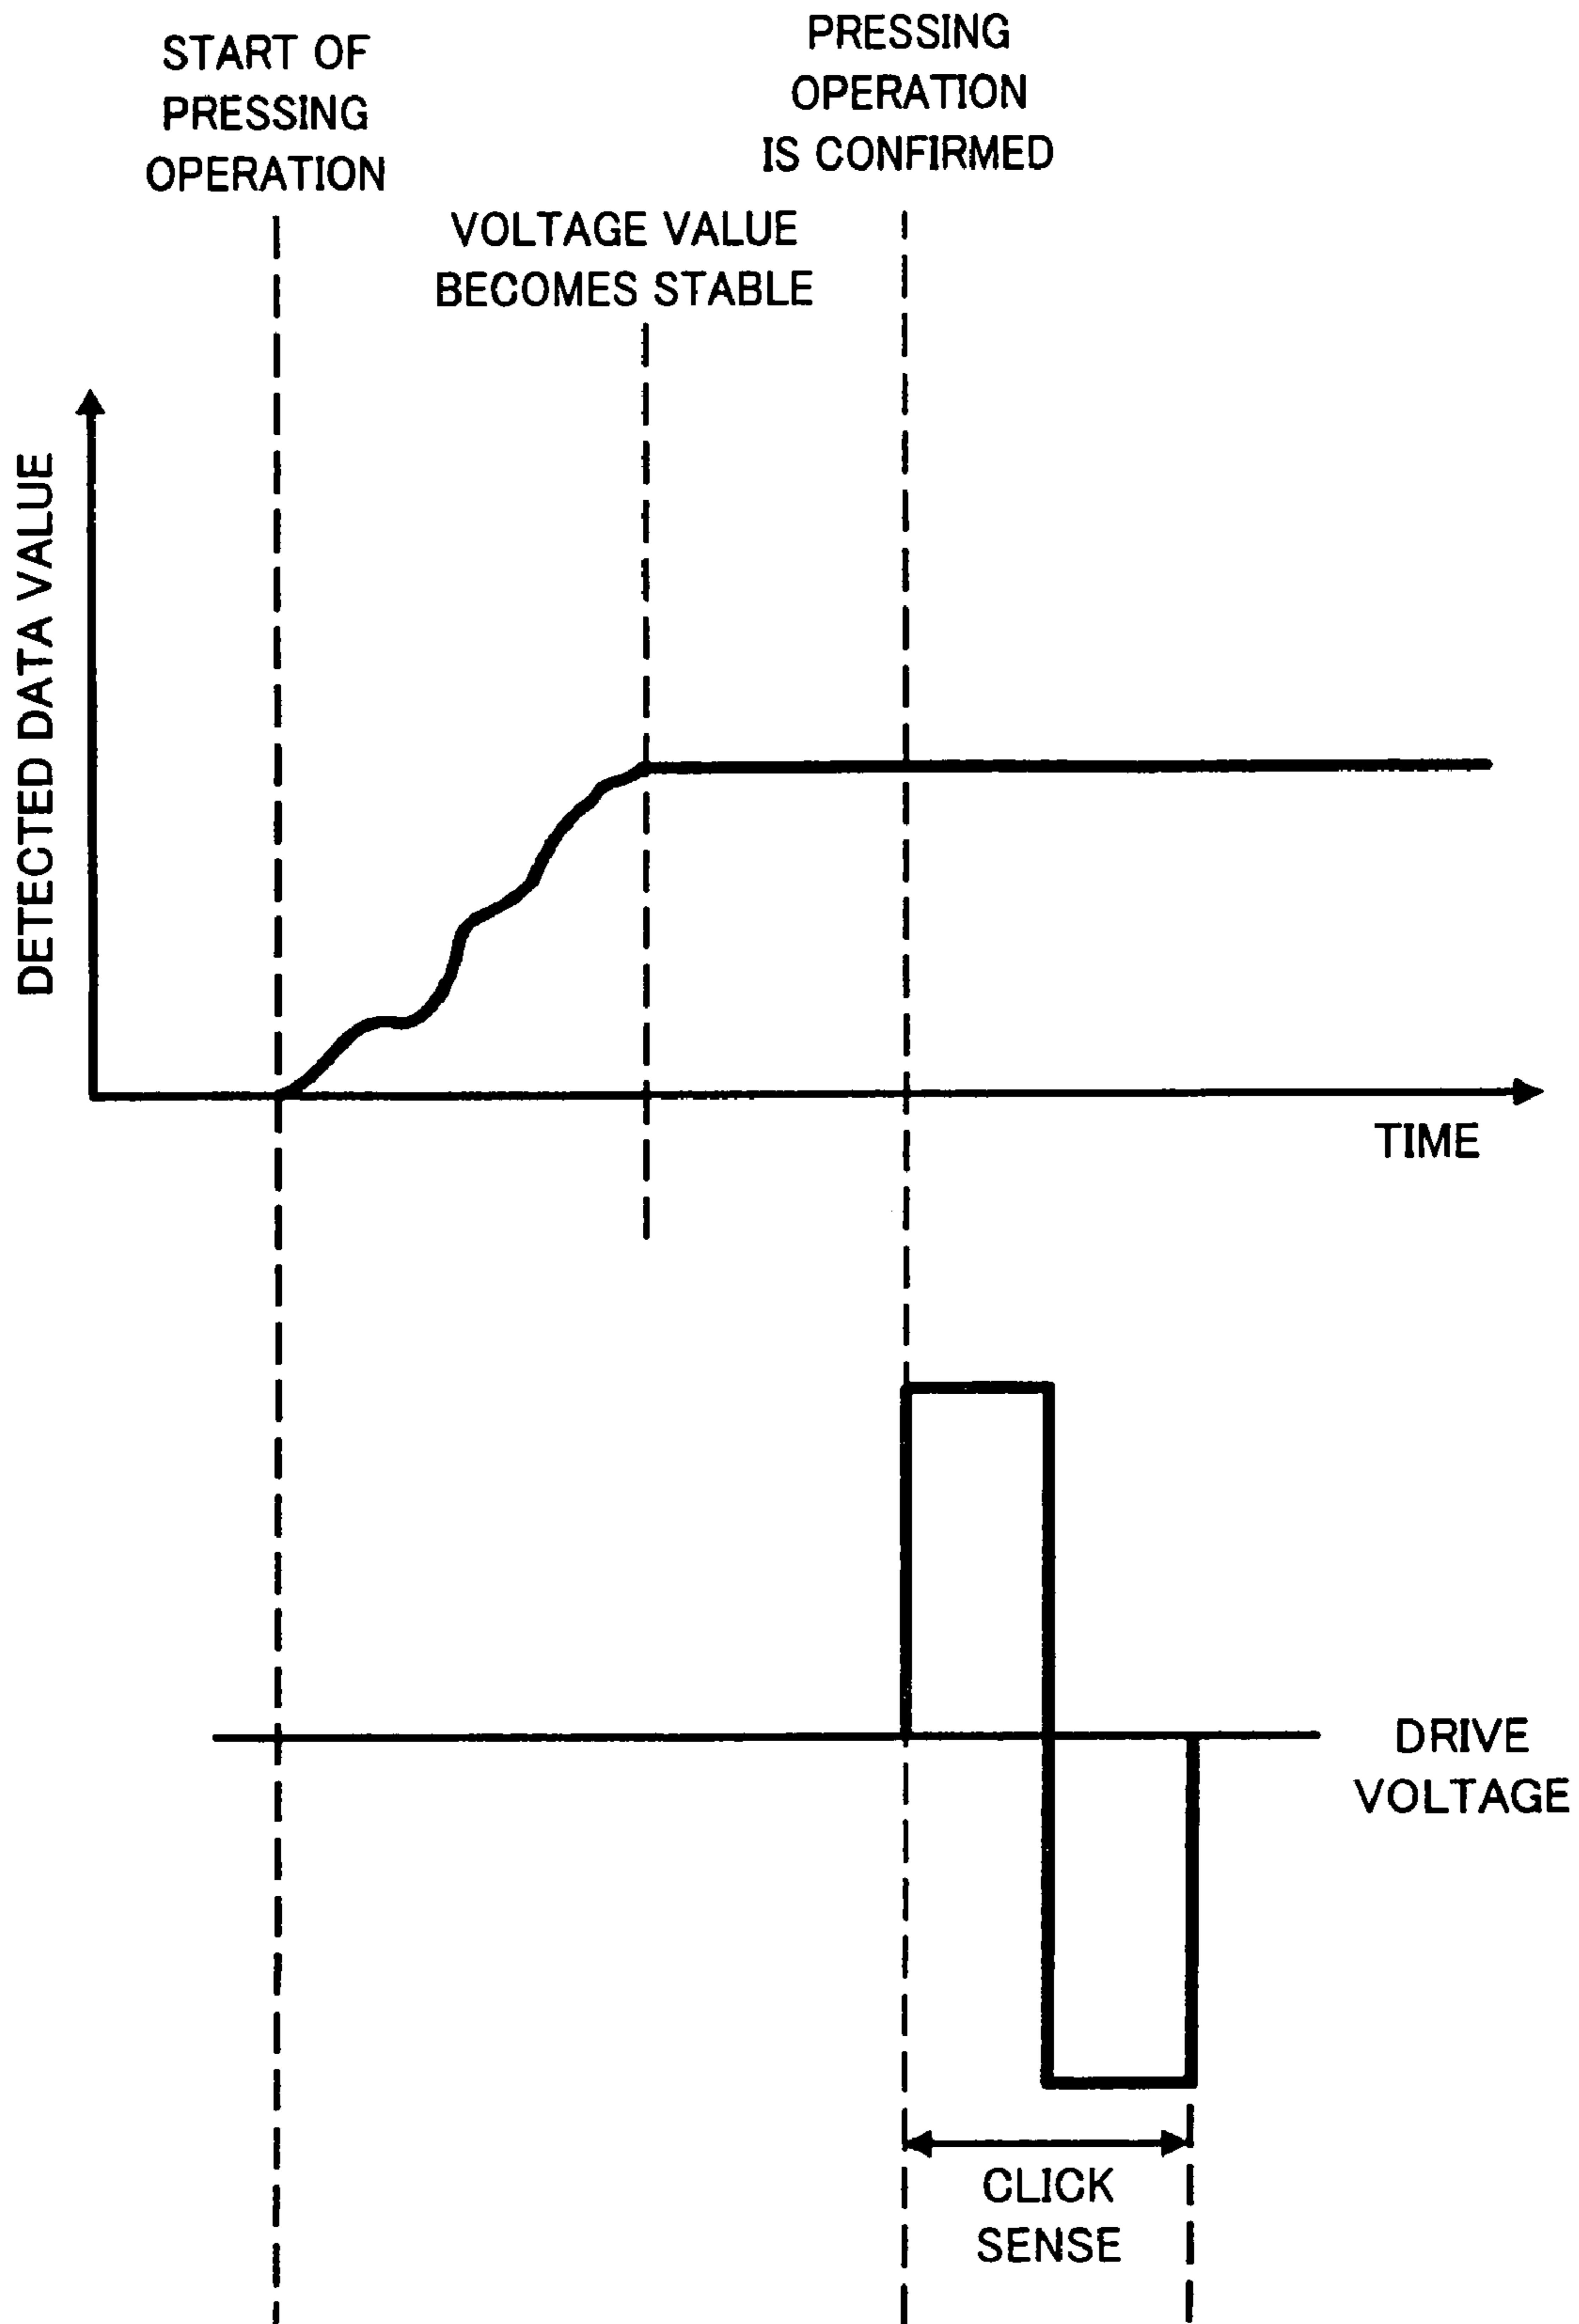 START OF
PRESSING
OPERATION
PRESSING
OPERATION
IS CONFIRMED
VOLTAGE VALUE
BECOMES STABLE
DETECTED DATA VALUE
TIME
DRIVE
VOLTAGE
CLICK
SENSE